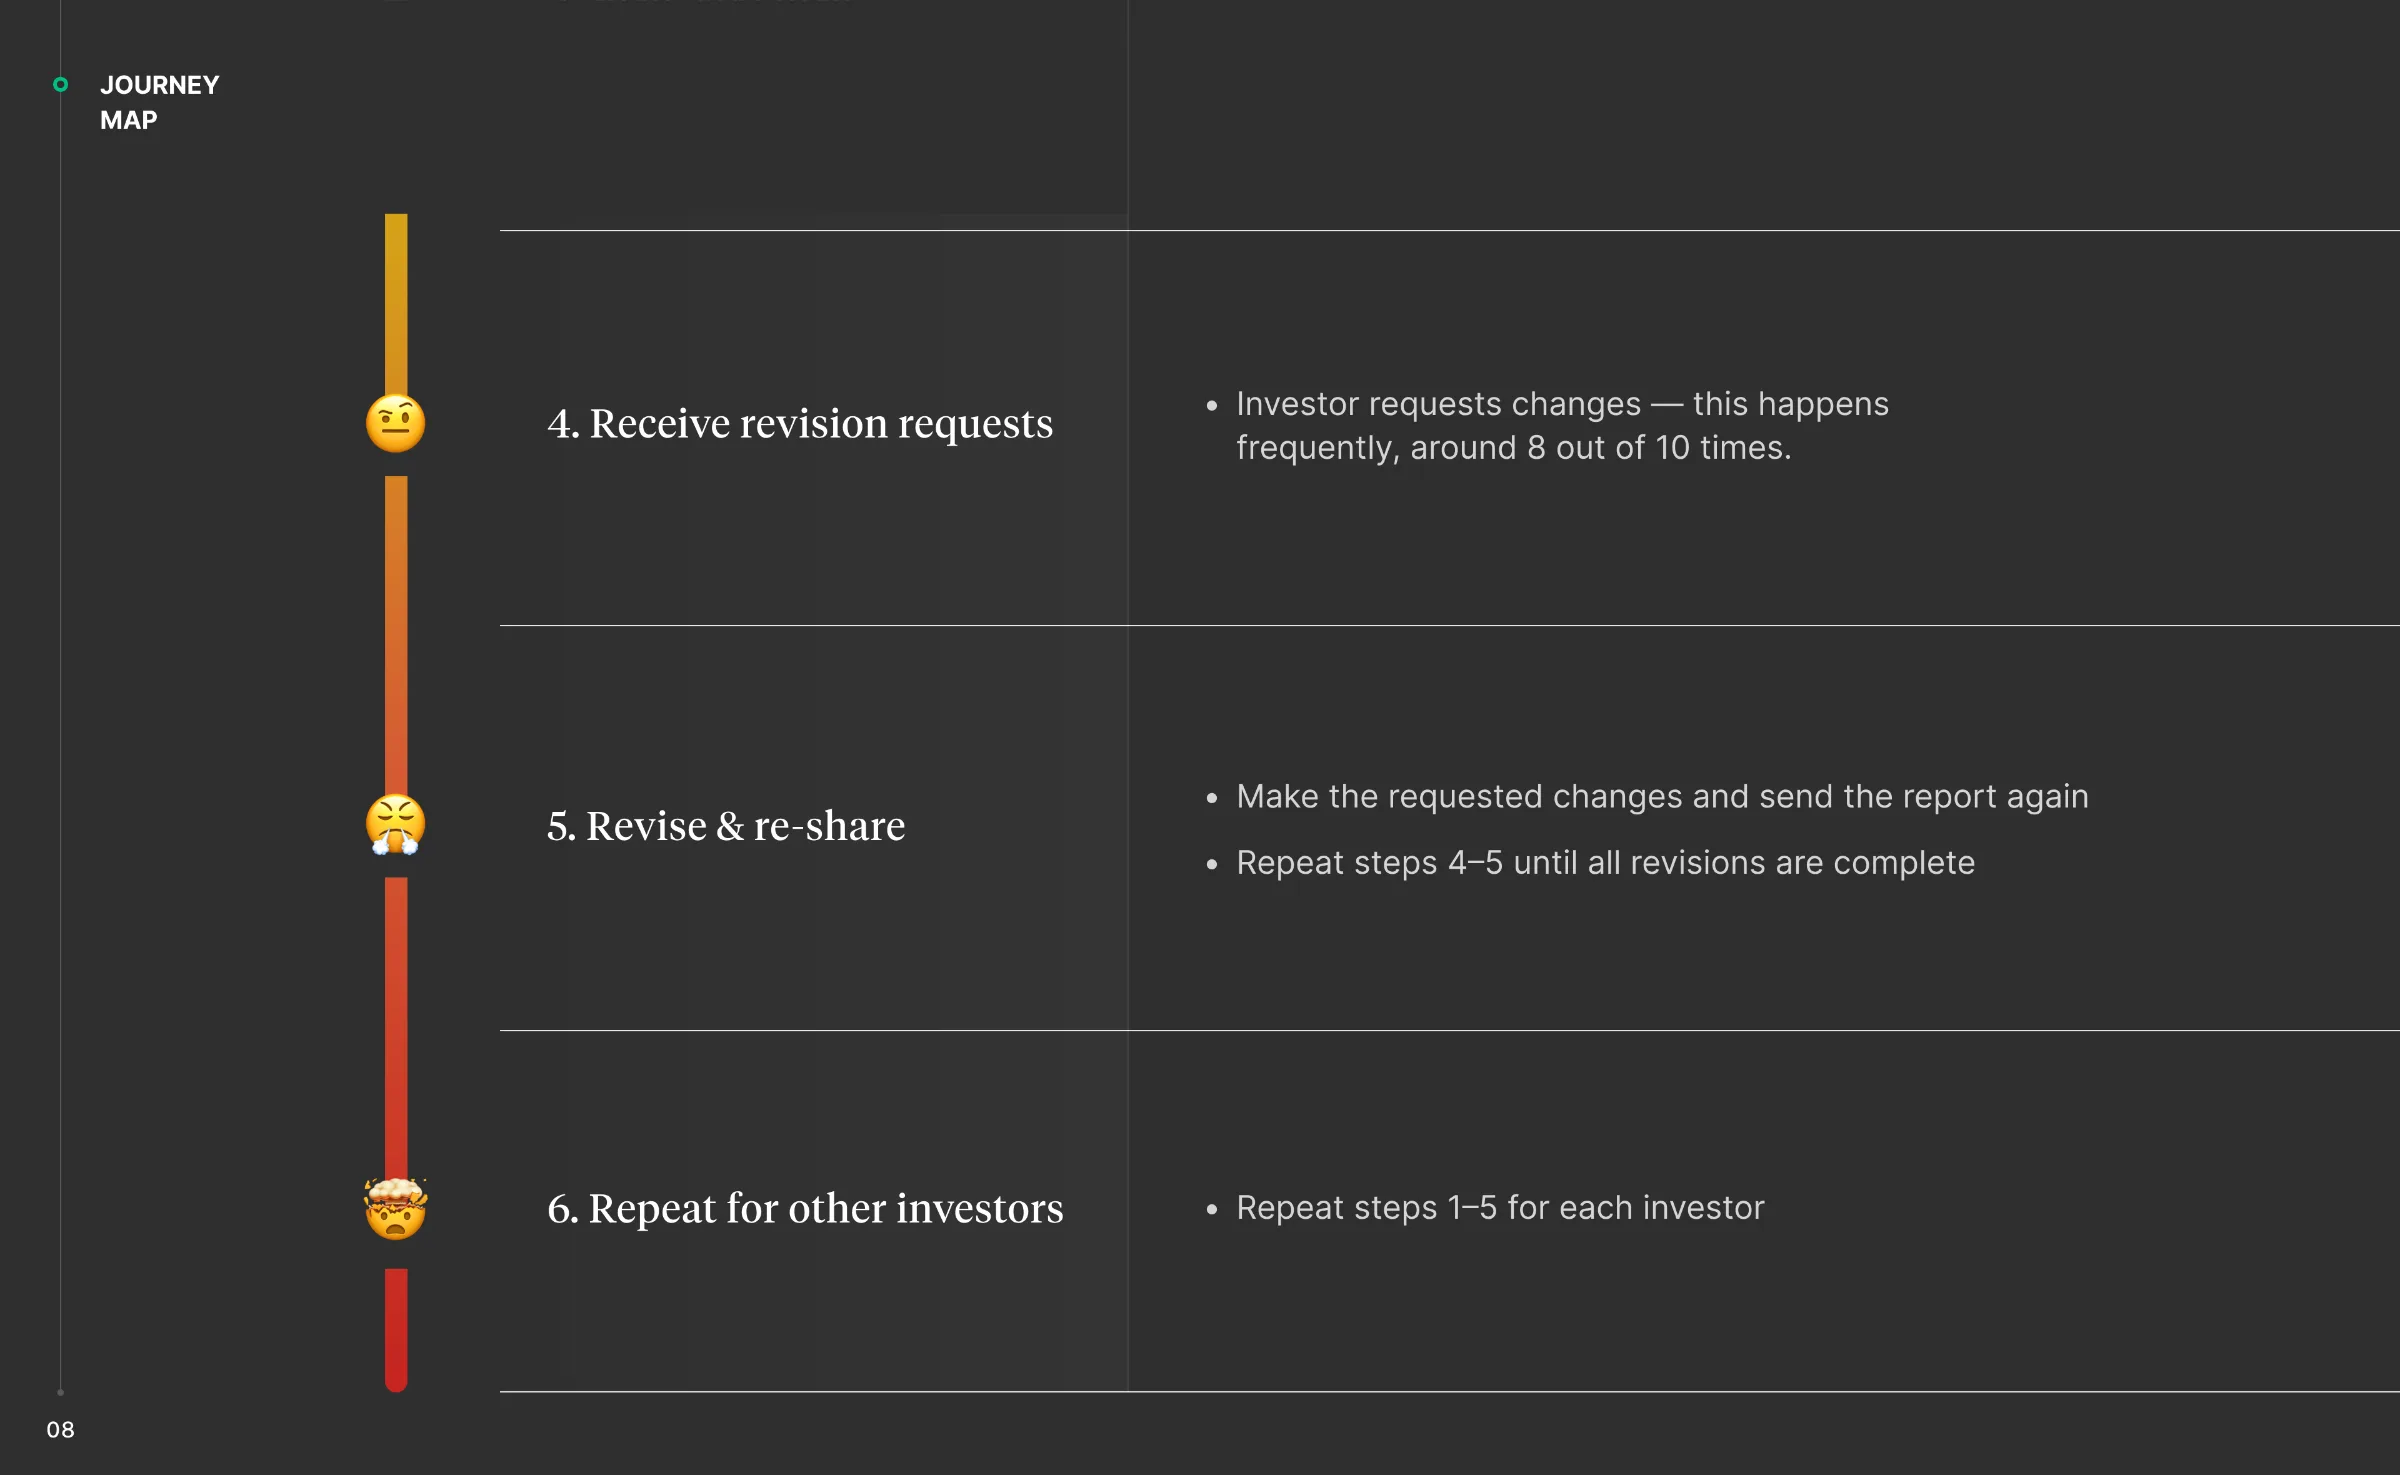 JOURNEY
MAP
4. Receive revision requests
• Investor requests changes — this happens
frequently, around 8 out of 10 times.
5. Revise & re-share
• Make the requested changes and send the report again
• Repeat steps 4–5 until all revisions are complete
6. Repeat for other investors
• Repeat steps 1–5 for each investor
08